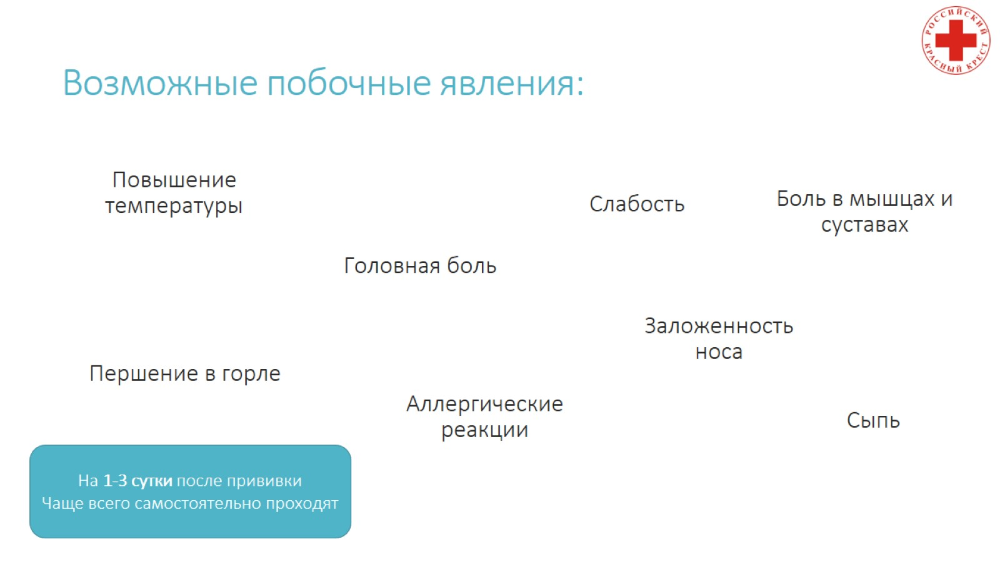 РОССИЙСКИЙ
КРАСНЫЙ КРЕСТ
Возможные побочные явления:
Повышение
температуры
Слабость
Боль в мышцах и
суставах
Головная боль
Заложенность
носа
Першение в горле
Аллергические
реакции
Сыпь
На 1-3 сутки после прививки
Чаще всего самостоятельно проходят